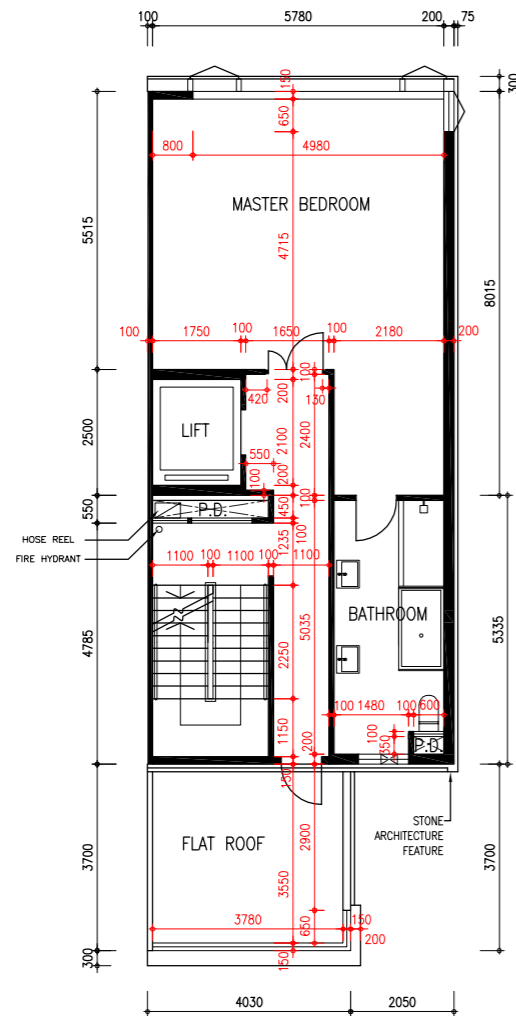 100 5780 200 75
300
150
650
800 4980
MASTER BEDROOM
5515
4715
8015
100 1750 100 1650 100 2180 200
100
200
420 130
LIFT
2500
2400
2100
550
200
100
550
P.D.
450
100
HOSE REEL
FIRE HYDRANT
1235
100
1100 100 1100 100 1100
BATHROOM
5035
4785
5335
2250
100 1480 100 600
1150
200
100
350
P.D.
150
STONE
ARCHITECTURE
FEATURE
FLAT ROOF
2900
3700
3550
3700
3780 150
200
650
150
300
4030 2050